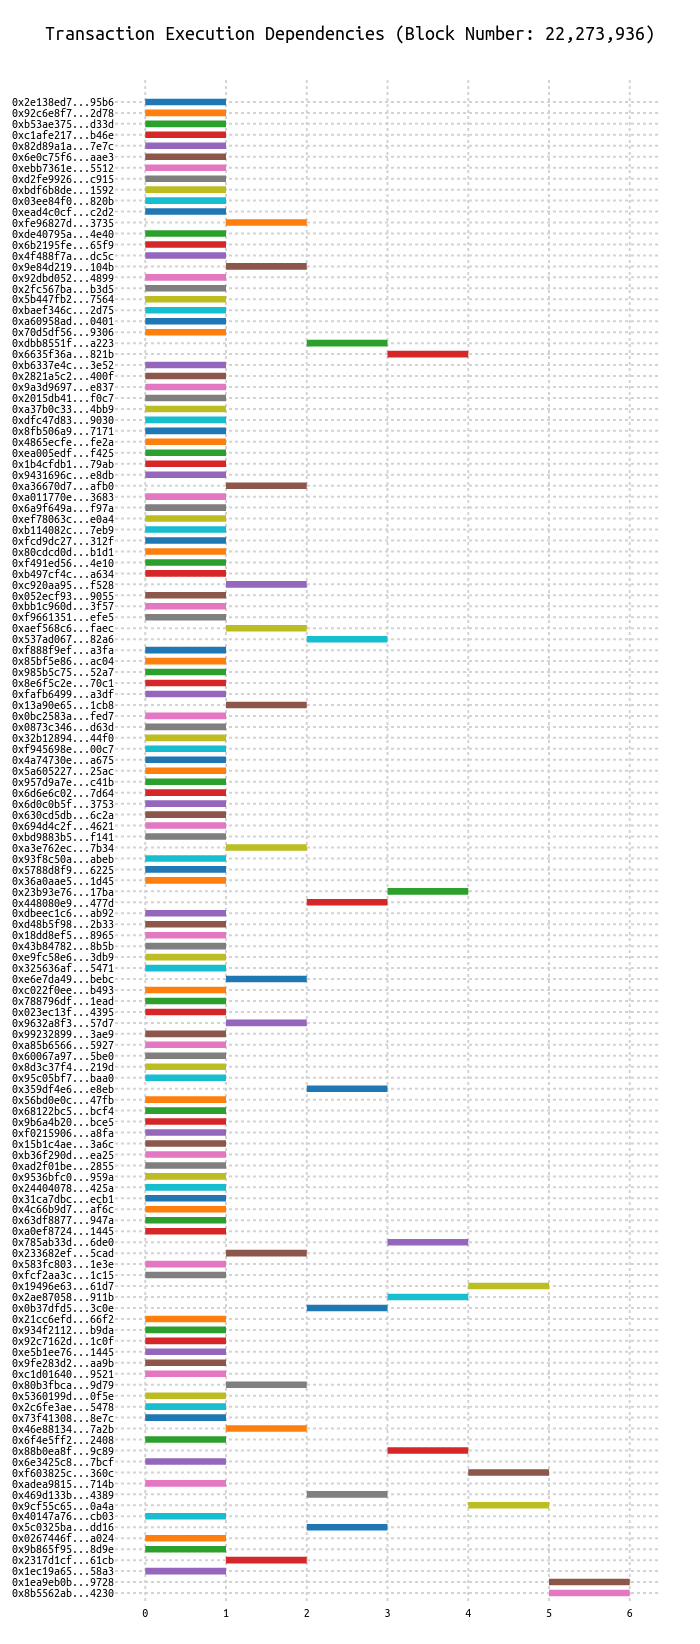 Transaction Execution Dependencies (Block Number: 22,273,936)
0x2e138ed7...95b6
0x92c6e8f7...2d78
0xb53ae375...d33d
0xc1afe217...b46e
0x82d89a1a...7e7c
0x6e0c75f6...aae3
0xebb7361e...5512
0xd2fe9926...c915
0xbdf6b8de...1592
0x03ee84f0...820b
0xead4c0cf...c2d2
0xfe96827d...3735
0xde40795a...4e40
0x6b2195fe...65f9
0x4f488f7a...dc5c
0x9e84d219...104b
0x92dbd052...4899
0x2fc567ba...b3d5
0x5b447fb2...7564
0xbaef346c...2d75
0xa60958ad...0401
0x70d5df56...9306
0xdbb8551f...a223
0x6635f36a...821b
0xb6337e4c...3e52
0x2821a5c2...400f
0x9a3d9697...e837
0x2015db41...f0c7
0xa37b0c33...4bb9
0xdfc47d83...9030
0x8fb506a9...7171
0x4865ecfe...fe2a
0xea005edf...f425
0x1b4cfdb1...79ab
0x9431696c...e8db
0xa36670d7...afb0
0xa011770e...3683
0x6a9f649a...f97a
0xef78063c...e0a4
0xb114082c...7eb9
0xfcd9dc27...312f
0x80cdcd0d...b1d1
0xf491ed56...4e10
0xb497cf4c...a634
0xc920aa95...f528
0x052ecf93...9055
0xbb1c960d...3f57
0xf9661351...efe5
0xaef568c6...faec
0x537ad067...82a6
0xf888f9ef...a3fa
0x85bf5e86...ac04
0x985b5c75...52a7
0x8e6f5c2e...70c1
0xfafb6499...a3df
0x13a90e65...1cb8
0x0bc2583a...fed7
0x0873c346...d63d
0x32b12894...44f0
0xf945698e...00c7
0x4a74730e...a675
0x5a605227...25ac
0x957d9a7e...c41b
0x6d6e6c02...7d64
0x6d0c0b5f...3753
0x630cd5db...6c2a
0x694d4c2f...4621
0xbd9883b5...f141
0xa3e762ec...7b34
0x93f8c50a...abeb
0x5788d8f9...6225
0x36a0aae5...1d45
0x23b93e76...17ba
0x448080e9...477d
0xdbeec1c6...ab92
0xd48b5f98...2b33
0x18dd8ef5...8965
0x43b84782...8b5b
0xe9fc58e6...3db9
0x325636af...5471
0xe6e7da49...bebc
0xc022f0ee...b493
0x788796df...1ead
0x023ec13f...4395
0x9632a8f3...57d7
0x99232899...3ae9
0xa85b6566...5927
0x60067a97...5be0
0x8d3c37f4...219d
0x95c05bf7...baa0
0x359df4e6...e8eb
0x56bd0e0c...47fb
0x68122bc5...bcf4
0x9b6a4b20...bce5
0xf0215906...a8fa
0x15b1c4ae...3a6c
0xb36f290d...ea25
0xad2f01be...2855
0x9536bfc0...959a
0x24404078...425a
0x31ca7dbc...ecb1
0x4c66b9d7...af6c
0x63df8877...947a
0xa0ef8724...1445
0x785ab33d...6de0
0x233682ef...5cad
0x583fc803...1e3e
0xfcf2aa3c...1c15
0x19496e63...61d7
0x2ae87058...911b
0x0b37dfd5...3c0e
0x21cc6efd...66f2
0x934f2112...b9da
0x92c7162d...1c0f
0xe5b1ee76...1445
0x9fe283d2...aa9b
0xc1d01640...9521
0x80b3fbca...9d79
0x5360199d...0f5e
0x2c6fe3ae...5478
0x73f41308...8e7c
0x46e88134...7a2b
0x6f4e5ff2...2408
0x88b0ea8f...9c89
0x6e3425c8...7bcf
0xf603825c...360c
0xadea9815...714b
0x469d133b...4389
0x9cf55c65...0a4a
0x40147a76...cb03
0x5c0325ba...dd16
0x0267446f...a024
0x9b865f95...8d9e
0x2317d1cf...61cb
0x1ec19a65...58a3
0x1ea9eb0b...9728
0x8b5562ab...4230
0 1 2 3 4 5 6